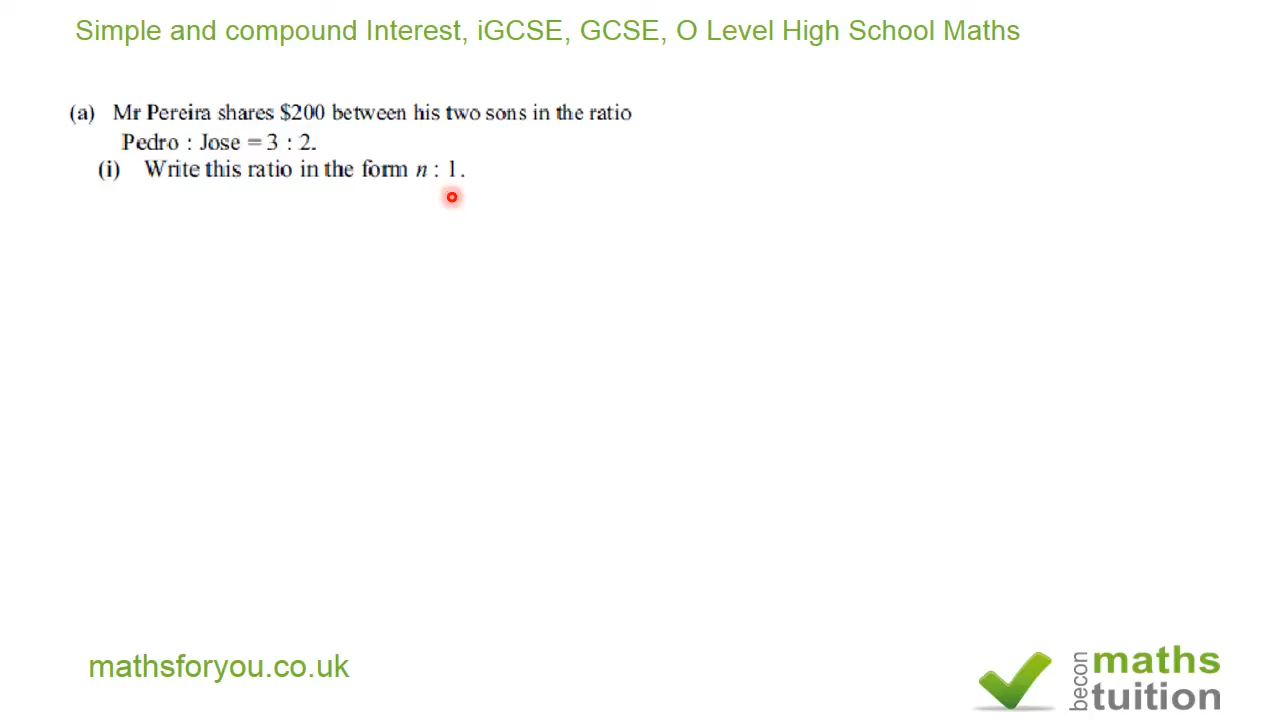 Simple and compound Interest, iGCSE, GCSE, O Level High School Maths
(a) Mr Pereira shares $200 between his two sons in the ratio
Pedro : Jose = 3 : 2.
(i) Write this ratio in the form n : 1.
mathsforyou.co.uk
becon
maths
tuition